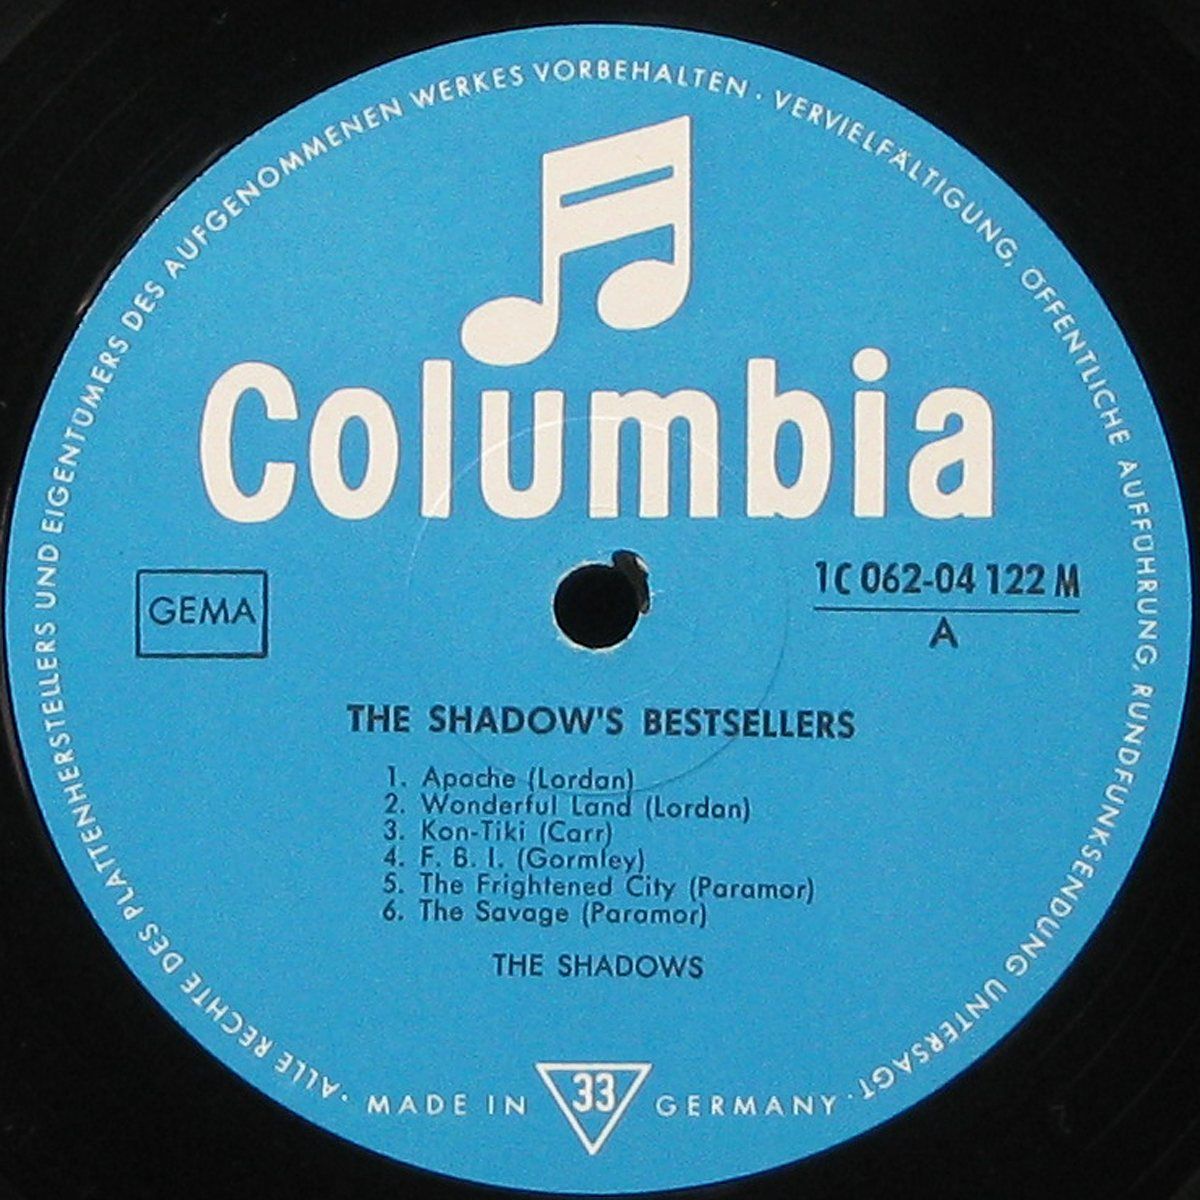 ALLE RECHTE DES PLATTENHERSTELLERS UND EIGENTÜMERS DES AUFGENOMMENEN WERKES VORBEHALTEN · VERVIELFÄLTIGUNG, ÖFFENTLICHE AUFFÜHRUNG, RUNDFUNKSENDUNG UNTERSAGT ·
Columbia
GEMA
1C 062-04 122 M
A
THE SHADOW'S BESTSELLERS
1. Apache (Lordan)
2. Wonderful Land (Lordan)
3. Kon-Tiki (Carr)
4. F. B. I. (Gormley)
5. The Frightened City (Paramor)
6. The Savage (Paramor)
THE SHADOWS
· MADE IN 33 GERMANY